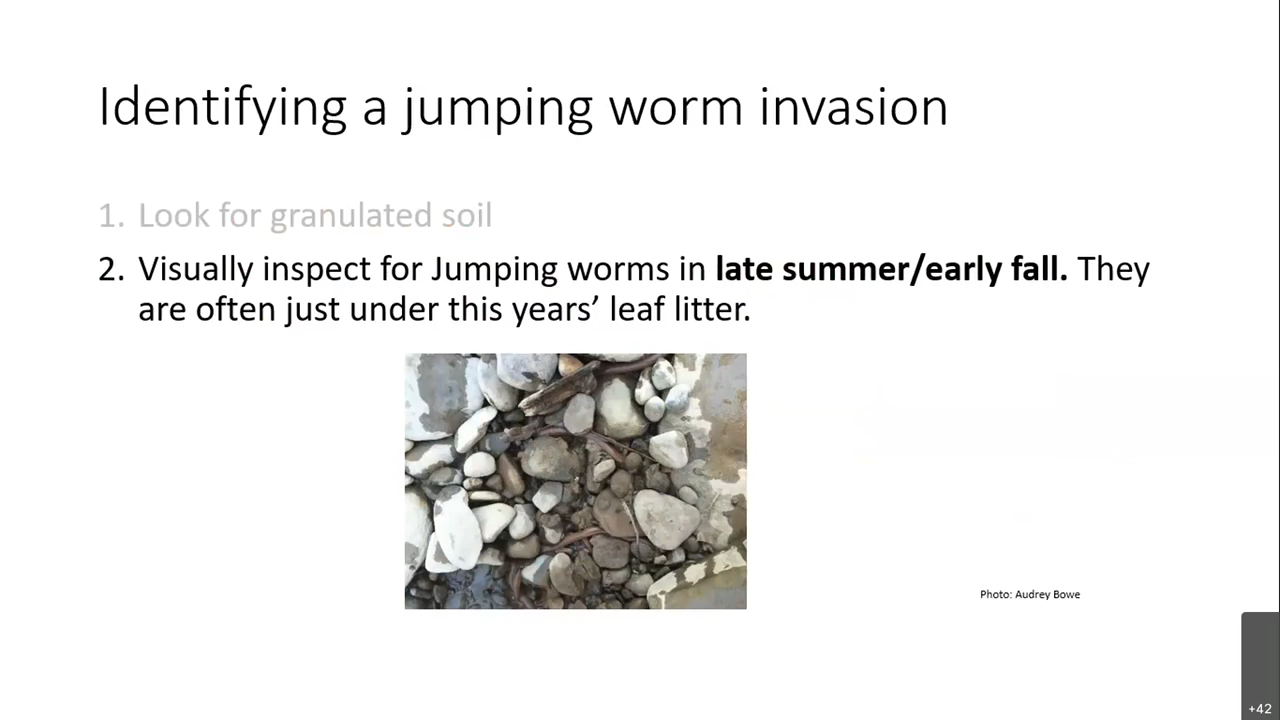 Identifying a jumping worm invasion
1. Look for granulated soil
2. Visually inspect for Jumping worms in late summer/early fall. They
are often just under this years’ leaf litter.
Photo: Audrey Bowe
+42